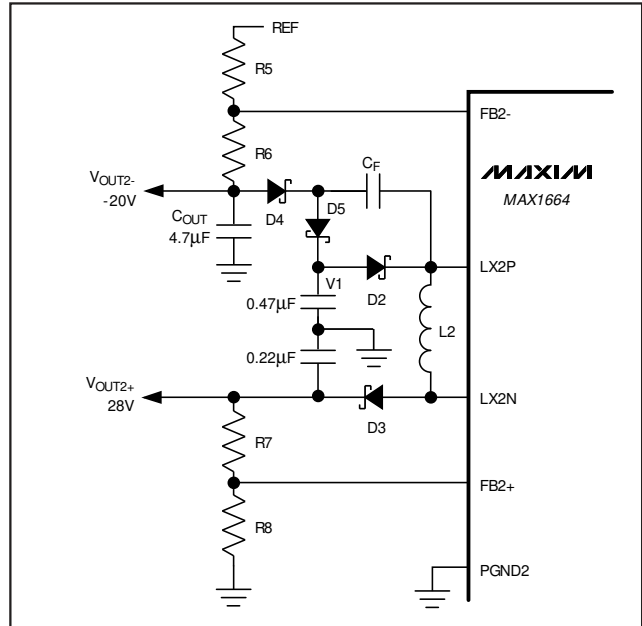 REF
R5
FB2-
R6
MAXIM
MAX1664
CF
VOUT2-
-20V
D4
D5
COUT
4.7µF
LX2P
V1
D2
0.47µF
L2
0.22µF
VOUT2+
28V
LX2N
D3
R7
FB2+
R8
PGND2